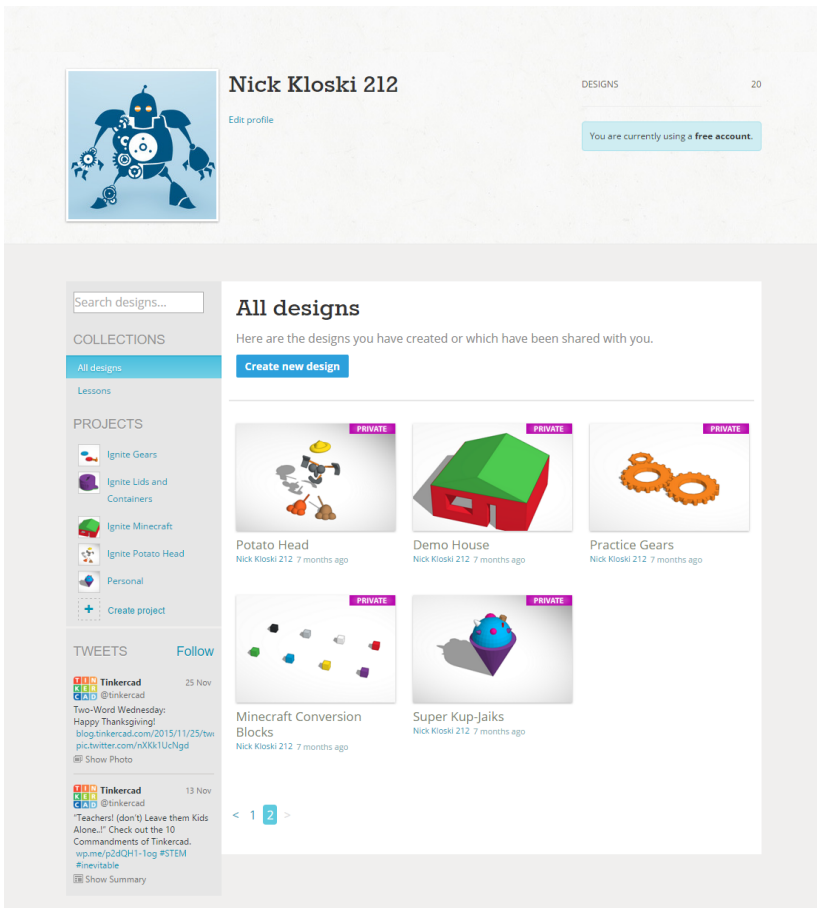 Nick Kloski 212
Edit profile
DESIGNS 20
You are currently using a free account.
Search designs...
COLLECTIONS
All designs
Lessons
PROJECTS
Ignite Gears
Ignite Lids and
Containers
Ignite Minecraft
Ignite Potato Head
Personal
+ Create project
TWEETS Follow
TINKERCAD
Tinkercad 25 Nov
@tinkercad
Two-Word Wednesday:
Happy Thanksgiving!
blog.tinkercad.com/2015/11/25/tw
pic.twitter.com/nXKk1UcNgd
Show Photo
TINKERCAD
Tinkercad 13 Nov
@tinkercad
"Teachers! (don't) Leave them Kids
Alone..!" Check out the 10
Commandments of Tinkercad.
wp.me/p2dQH1-1og #STEM
#inevitable
Show Summary
All designs
Here are the designs you have created or which have been shared with you.
Create new design
PRIVATE
Potato Head
Nick Kloski 212 7 months ago
PRIVATE
Demo House
Nick Kloski 212 7 months ago
PRIVATE
Practice Gears
Nick Kloski 212 7 months ago
PRIVATE
Minecraft Conversion
Blocks
Nick Kloski 212 7 months ago
PRIVATE
Super Kup-Jaiks
Nick Kloski 212 7 months ago
< 1 2 >